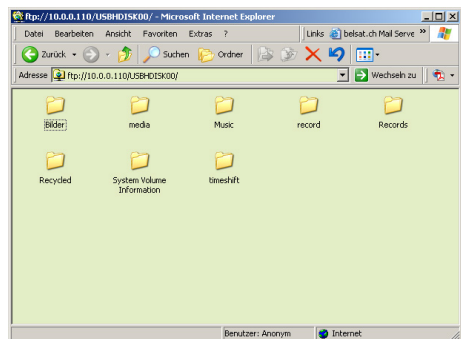 ftp://10.0.0.110/USBHDISK00/ - Microsoft Internet Explorer
Datei Bearbeiten Ansicht Favoriten Extras ? Links belsat.ch Mail Serve »
Zurück Suchen Ordner
Adresse ftp://10.0.0.110/USBHDISK00/ Wechseln zu
Bilder media Music record Records
Recycled System Volume Information timeshift
Benutzer: Anonym Internet